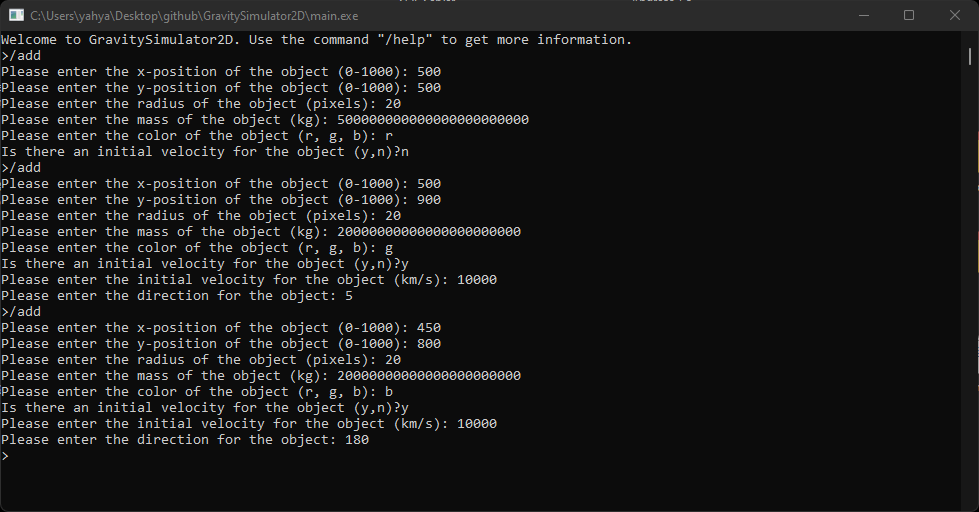 C:\Users\yahya\Desktop\github\GravitySimulator2D\main.exe
Welcome to GravitySimulator2D. Use the command "/help" to get more information.
>/add
Please enter the x-position of the object (0-1000): 500
Please enter the y-position of the object (0-1000): 500
Please enter the radius of the object (pixels): 20
Please enter the mass of the object (kg): 500000000000000000000000
Please enter the color of the object (r, g, b): r
Is there an initial velocity for the object (y,n)?n
>/add
Please enter the x-position of the object (0-1000): 500
Please enter the y-position of the object (0-1000): 900
Please enter the radius of the object (pixels): 20
Please enter the mass of the object (kg): 20000000000000000000000
Please enter the color of the object (r, g, b): g
Is there an initial velocity for the object (y,n)?y
Please enter the initial velocity for the object (km/s): 10000
Please enter the direction for the object: 5
>/add
Please enter the x-position of the object (0-1000): 450
Please enter the y-position of the object (0-1000): 800
Please enter the radius of the object (pixels): 20
Please enter the mass of the object (kg): 20000000000000000000000
Please enter the color of the object (r, g, b): b
Is there an initial velocity for the object (y,n)?y
Please enter the initial velocity for the object (km/s): 10000
Please enter the direction for the object: 180
>